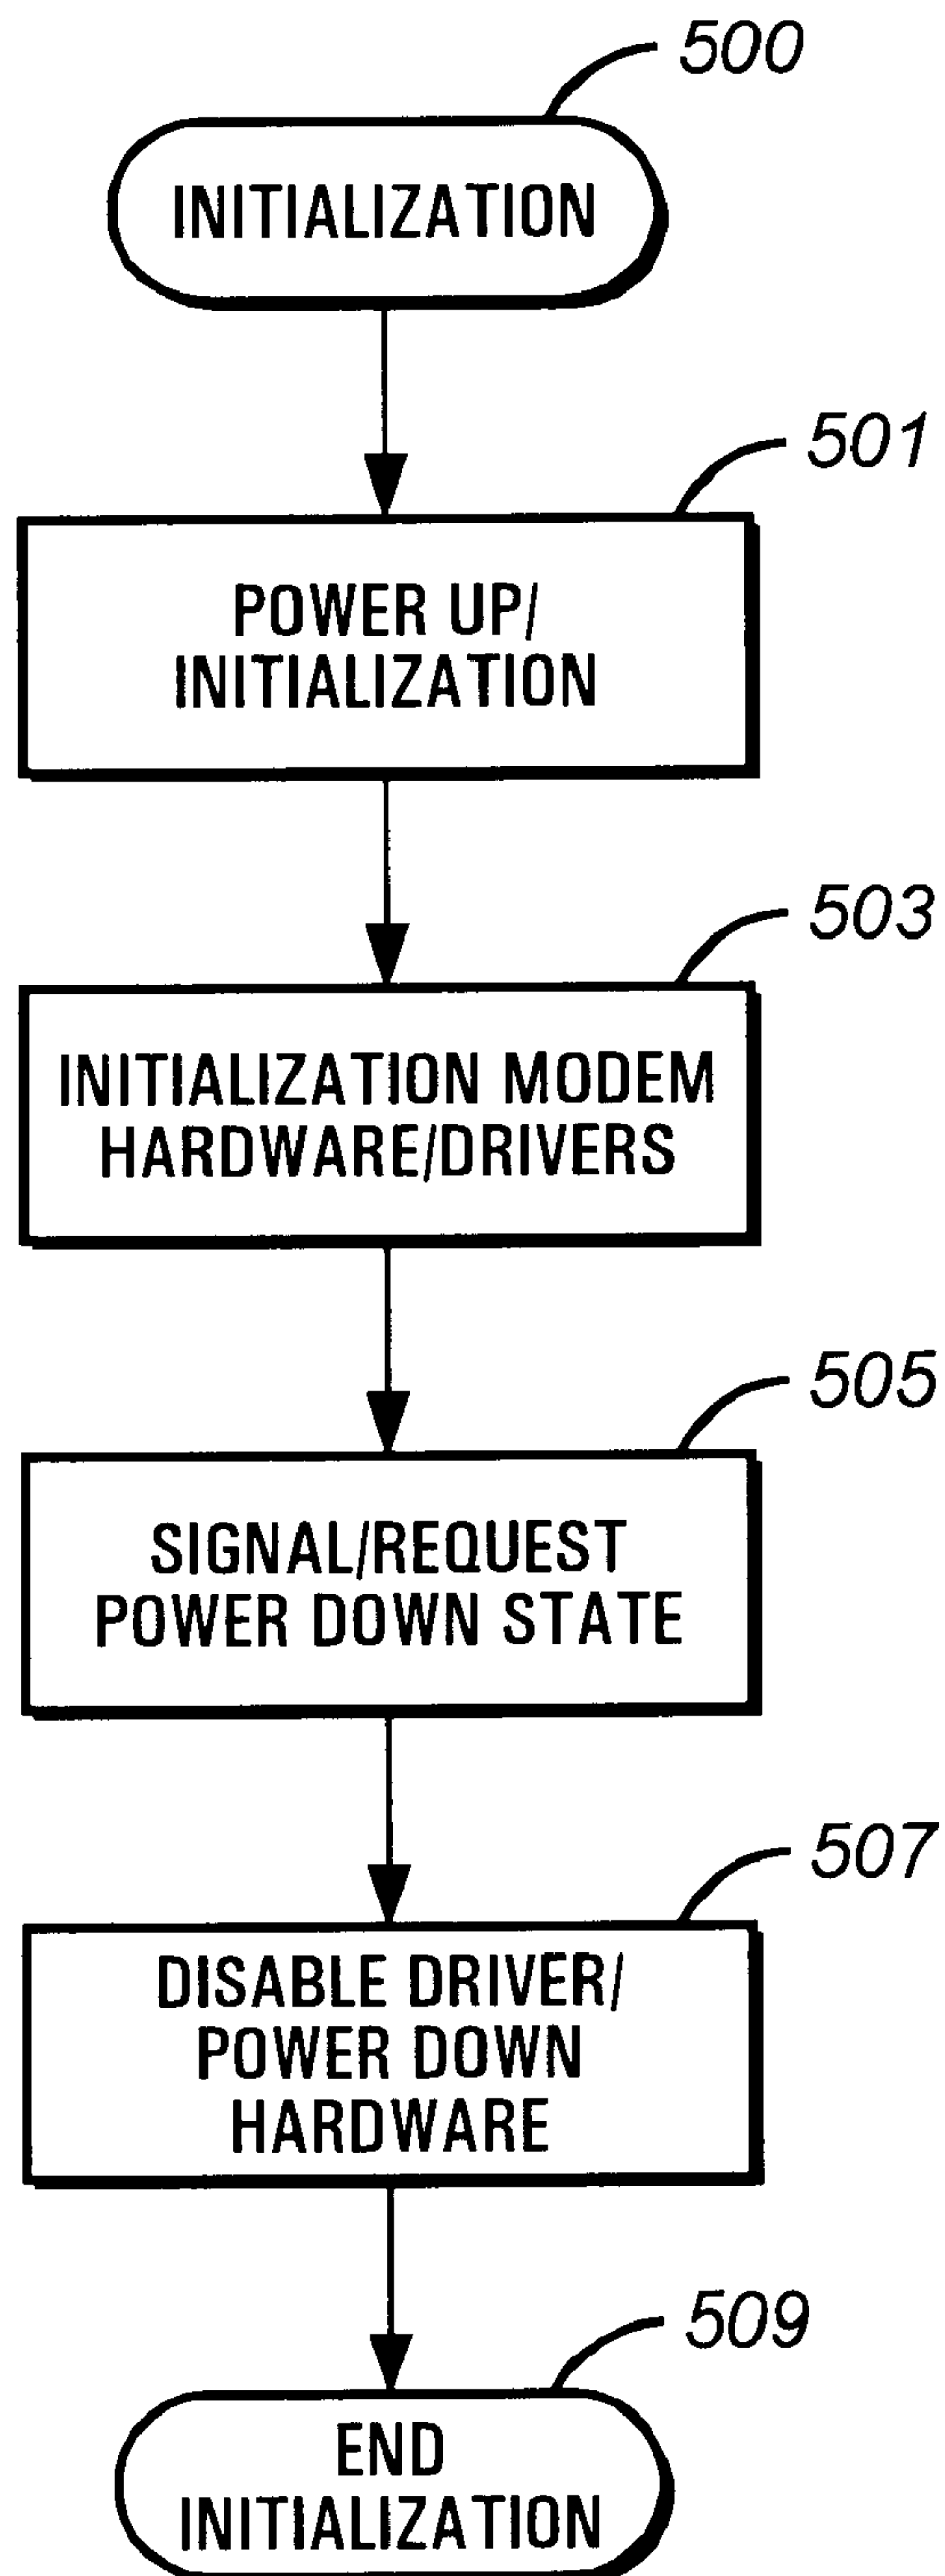 500
INITIALIZATION
501
POWER UP/
INITIALIZATION
503
INITIALIZATION MODEM
HARDWARE/DRIVERS
505
SIGNAL/REQUEST
POWER DOWN STATE
507
DISABLE DRIVER/
POWER DOWN
HARDWARE
509
END
INITIALIZATION